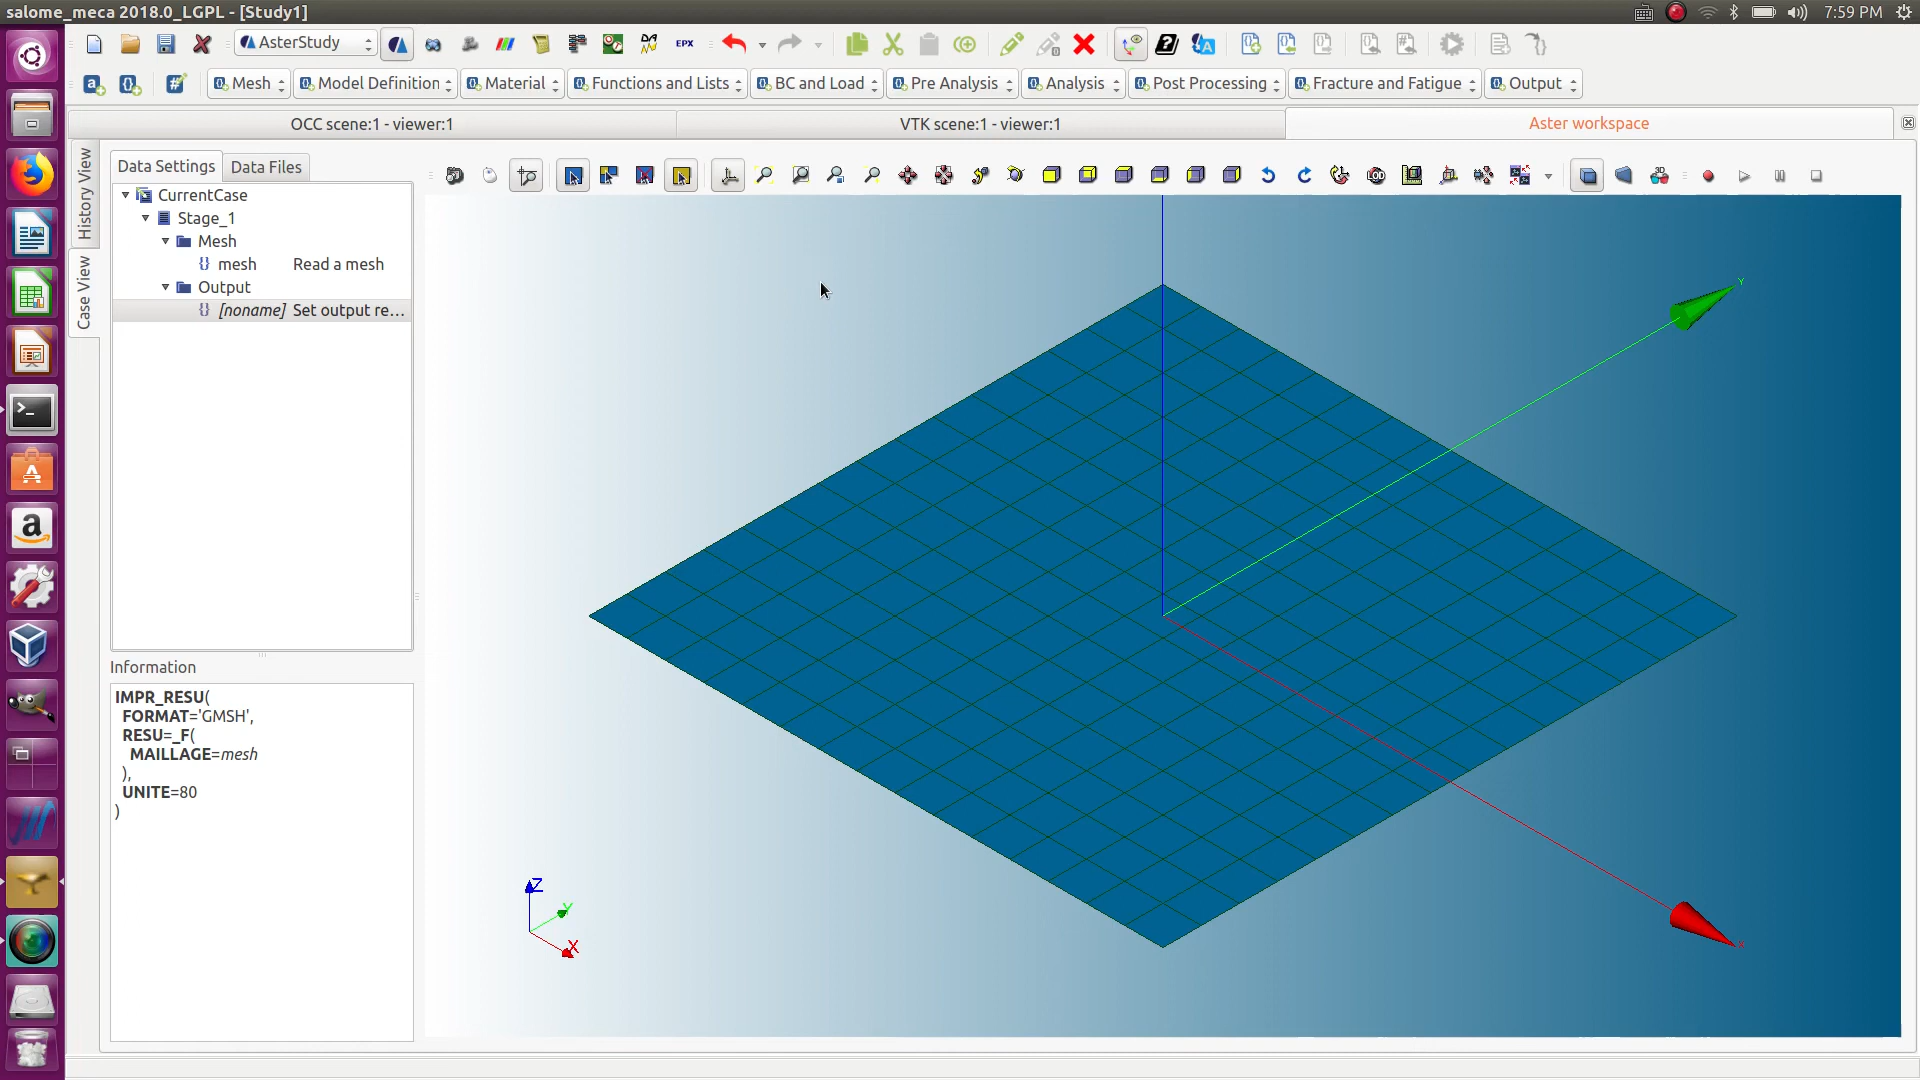 salome_meca 2018.0_LGPL - [Study1]
7:59 PM
AsterStudy
EPX
Mesh
Model Definition
Material
Functions and Lists
BC and Load
Pre Analysis
Analysis
Post Processing
Fracture and Fatigue
Output
OCC scene:1 - viewer:1
VTK scene:1 - viewer:1
Aster workspace
History View
Case View
Data Settings
Data Files
CurrentCase
Stage_1
Mesh
mesh Read a mesh
Output
[noname] Set output re...
Information
IMPR_RESU(
FORMAT='GMSH',
RESU=_F(
MAILLAGE=mesh
),
UNITE=80
)
Y
X
Z
Y
X